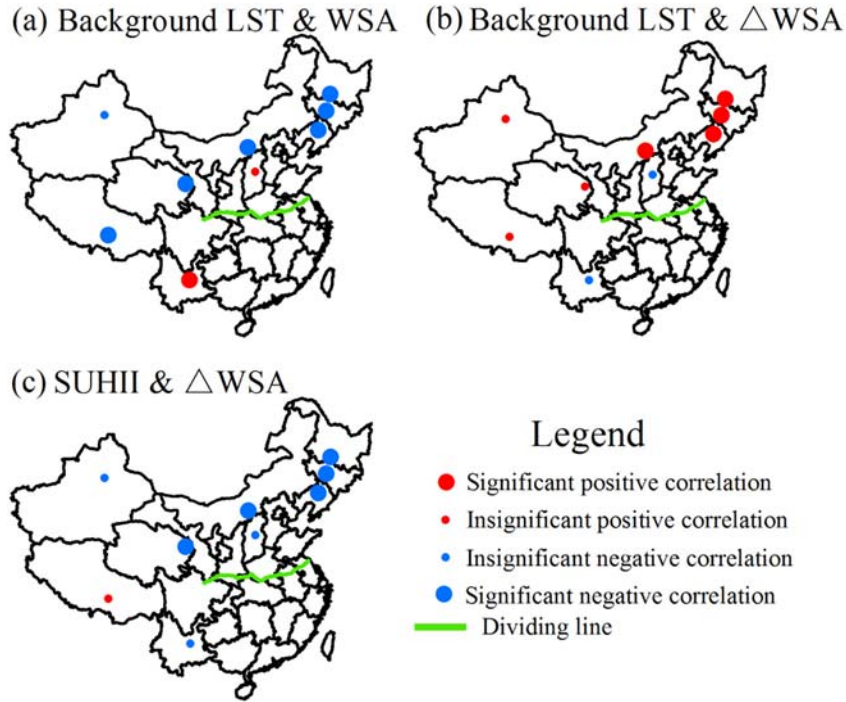 (a) Background LST & WSA
(b) Background LST & △WSA
(c) SUHII & △WSA
Legend
Significant positive correlation
Insignificant positive correlation
Insignificant negative correlation
Significant negative correlation
Dividing line